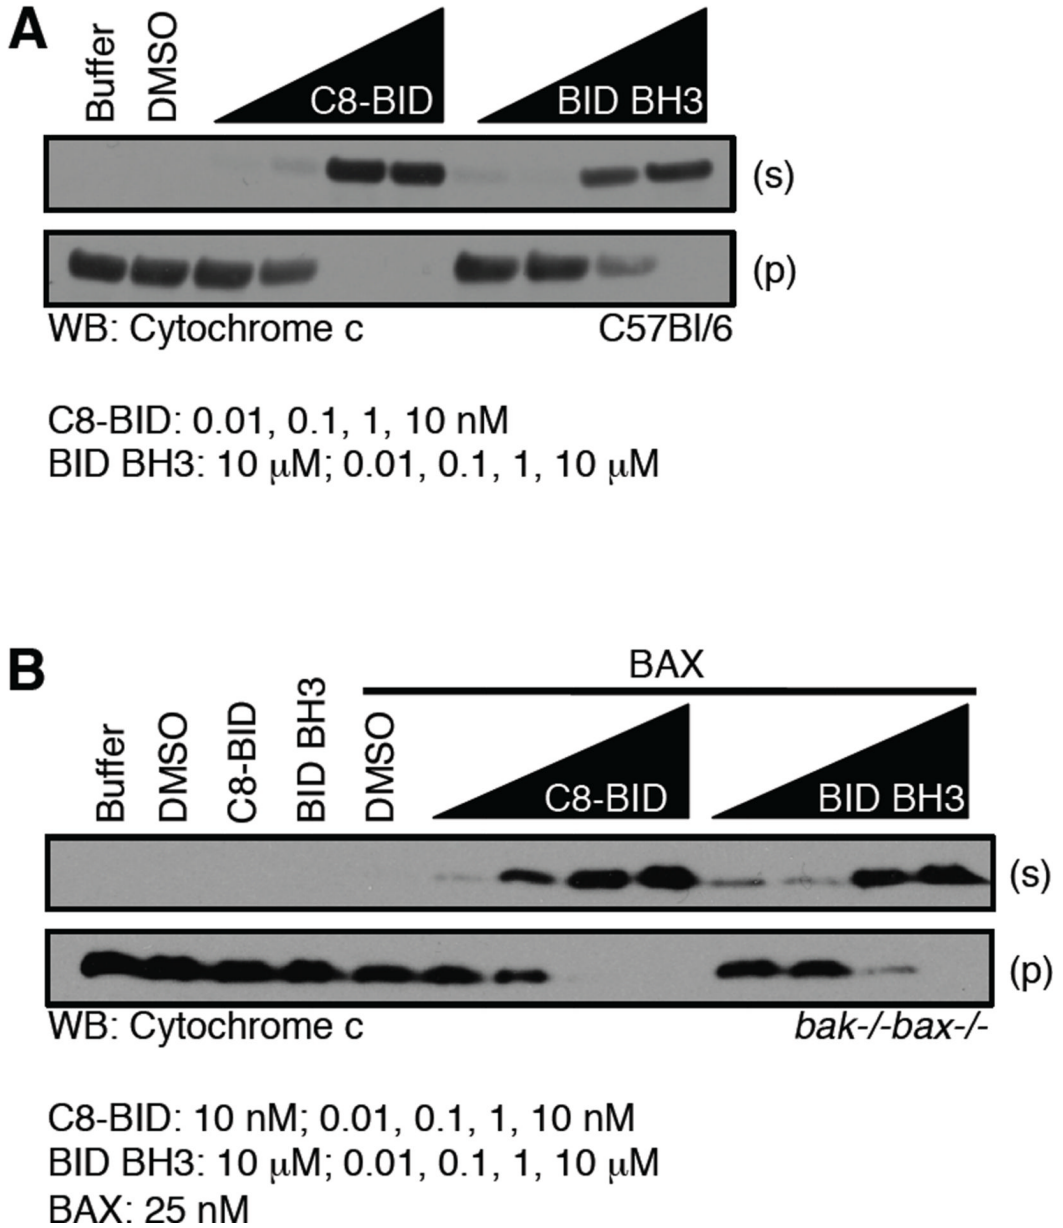 A
Buffer
DMSO
C8-BID
BID BH3
(s)
(p)
WB: Cytochrome c
C57Bl/6
C8-BID: 0.01, 0.1, 1, 10 nM
BID BH3: 10 μM; 0.01, 0.1, 1, 10 μM
B
Buffer
DMSO
C8-BID
BID BH3
DMSO
BAX
C8-BID
BID BH3
(s)
(p)
WB: Cytochrome c
bak-/-bax-/-
C8-BID: 10 nM; 0.01, 0.1, 1, 10 nM
BID BH3: 10 μM; 0.01, 0.1, 1, 10 μM
BAX: 25 nM